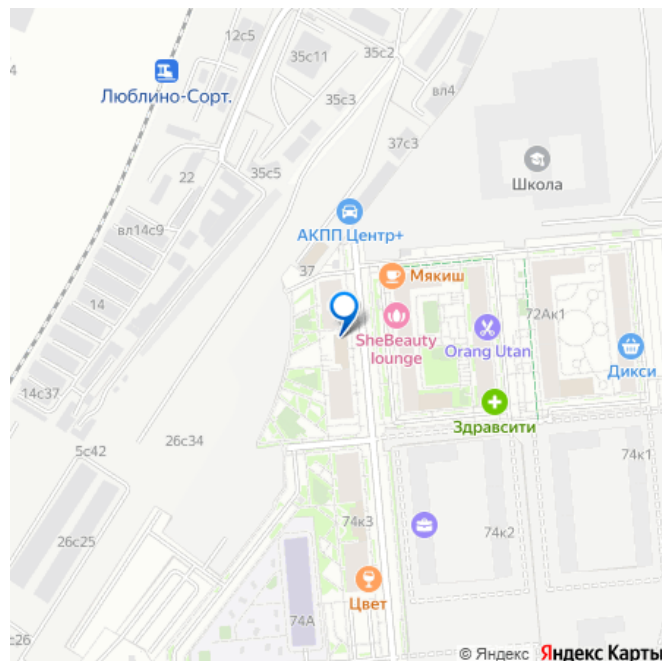 12с5
35с2
35с11
4
Люблино-Сорт.
35с3
вл4
37с3
35с5
22
Школа
вл14с9
АКПП Центр+
37
Мякиш
14
72Ак1
SheBeauty
lounge
Orang Utan
Дикси
14с37
Здравсити
26с34
5с42
74к1
74к3
74к2
26с25
Цвет
74А
с26
© Яндекс Яндекс Карты